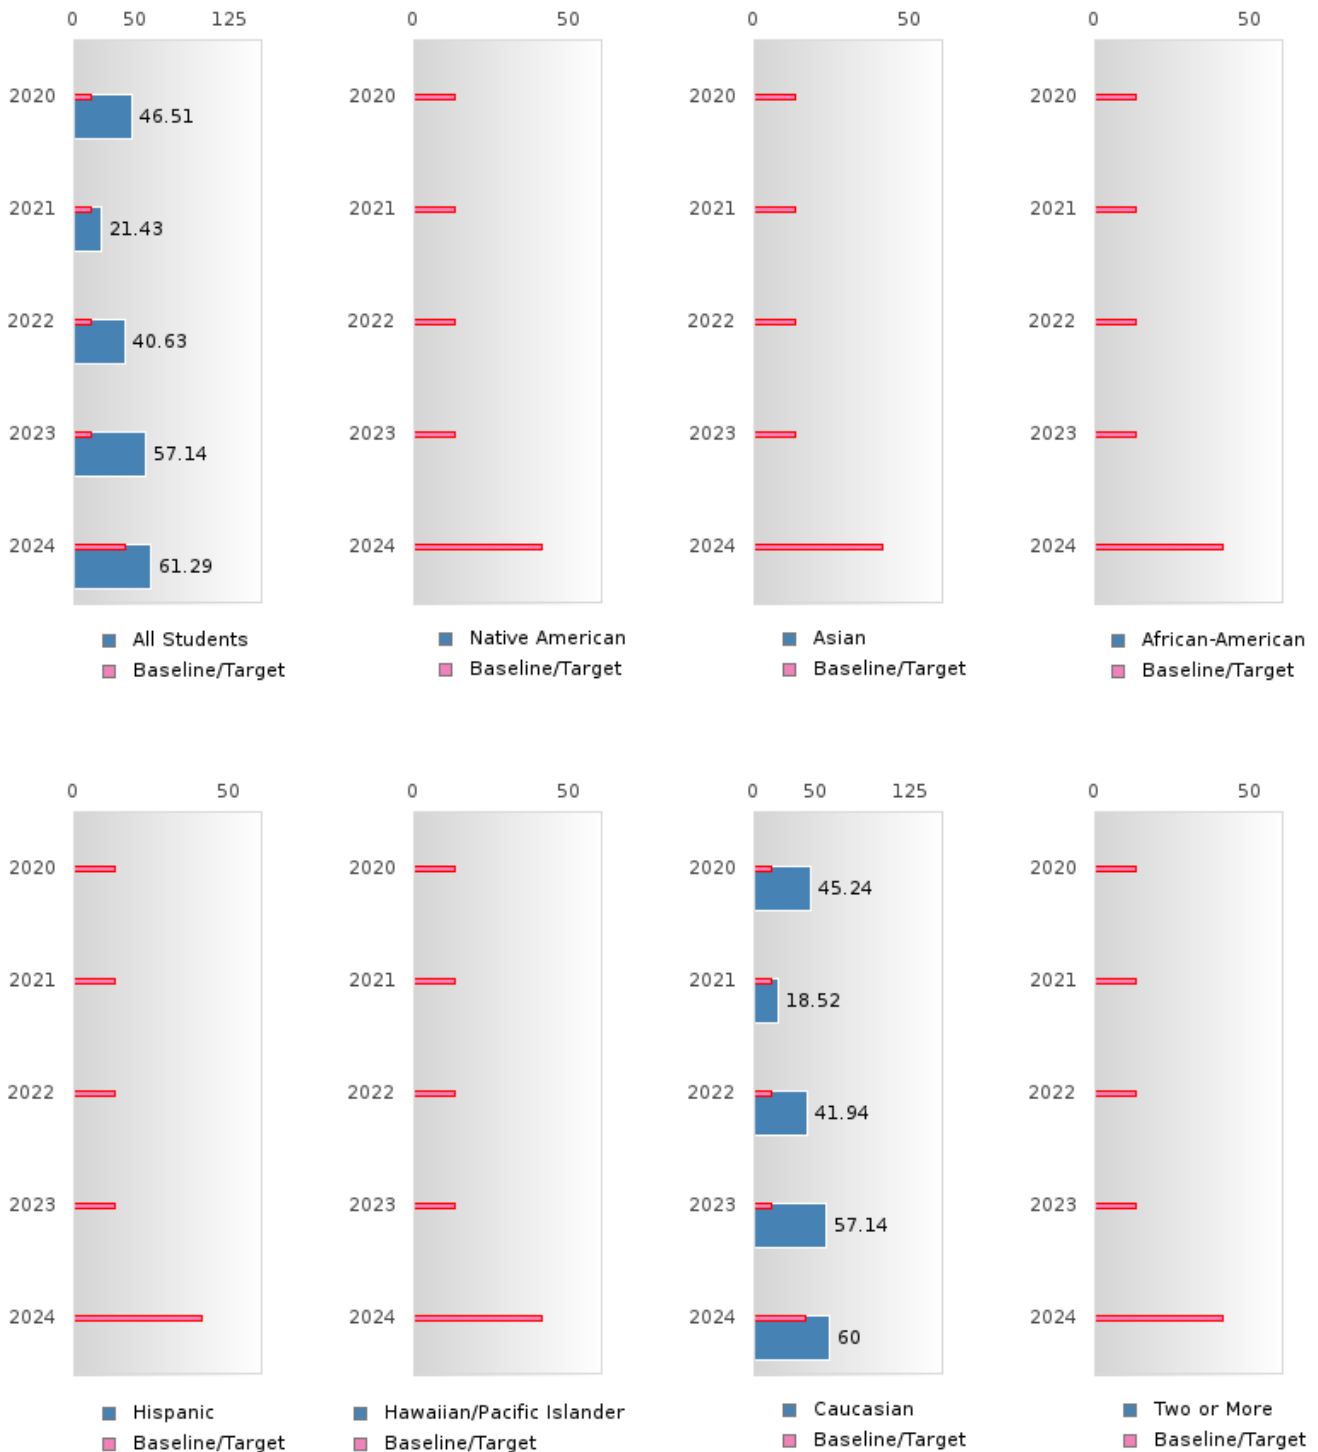 0 50 125
2020 46.51
2021 21.43
2022 40.63
2023 57.14
2024 61.29
All Students
Baseline/Target
0 50
2020
2021
2022
2023
2024
Native American
Baseline/Target
0 50
2020
2021
2022
2023
2024
Asian
Baseline/Target
0 50
2020
2021
2022
2023
2024
African-American
Baseline/Target
0 50
2020
2021
2022
2023
2024
Hispanic
Baseline/Target
0 50
2020
2021
2022
2023
2024
Hawaiian/Pacific Islander
Baseline/Target
0 50 125
2020 45.24
2021 18.52
2022 41.94
2023 57.14
2024 60
Caucasian
Baseline/Target
0 50
2020
2021
2022
2023
2024
Two or More
Baseline/Target